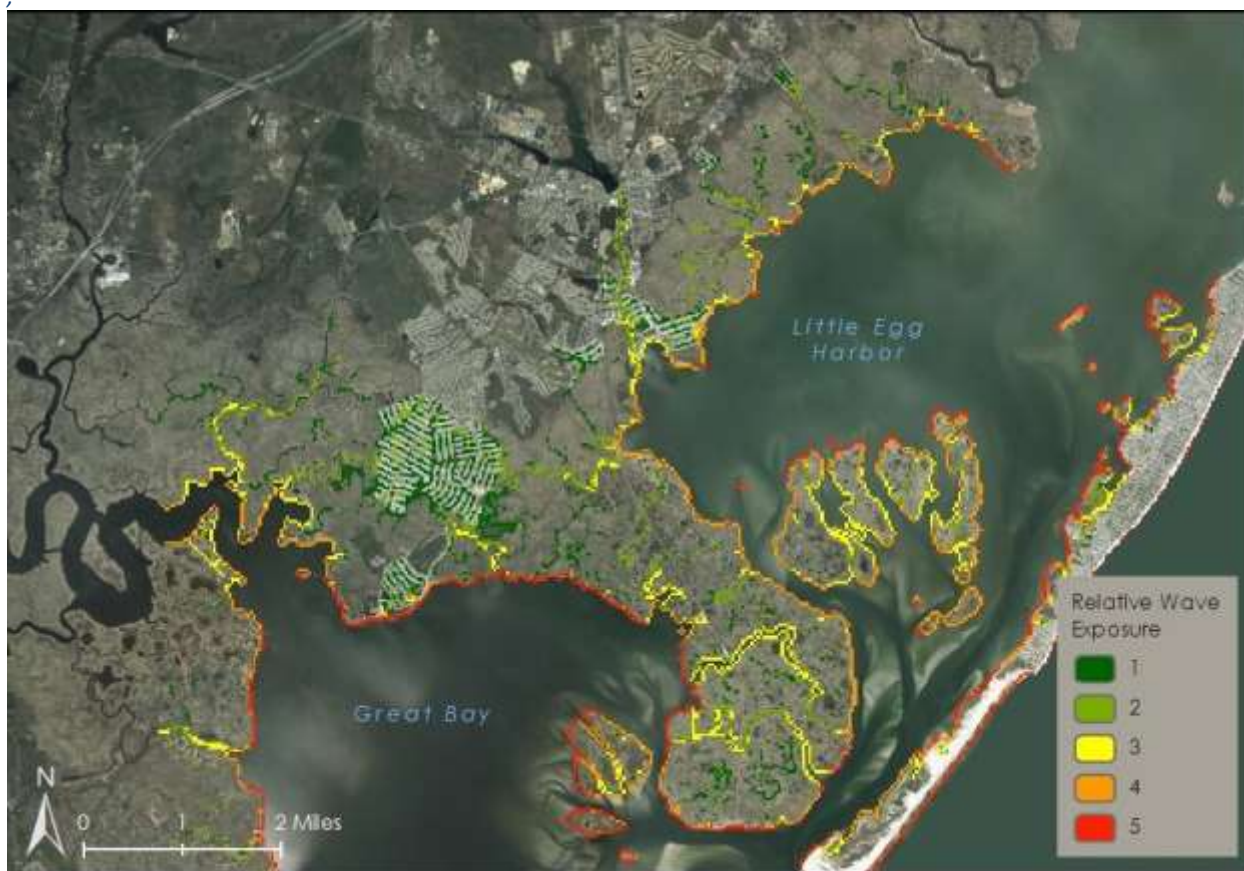 Little Egg
Harbor
Great Bay
N
0 1 2 Miles
Relative Wave
Exposure
1
2
3
4
5